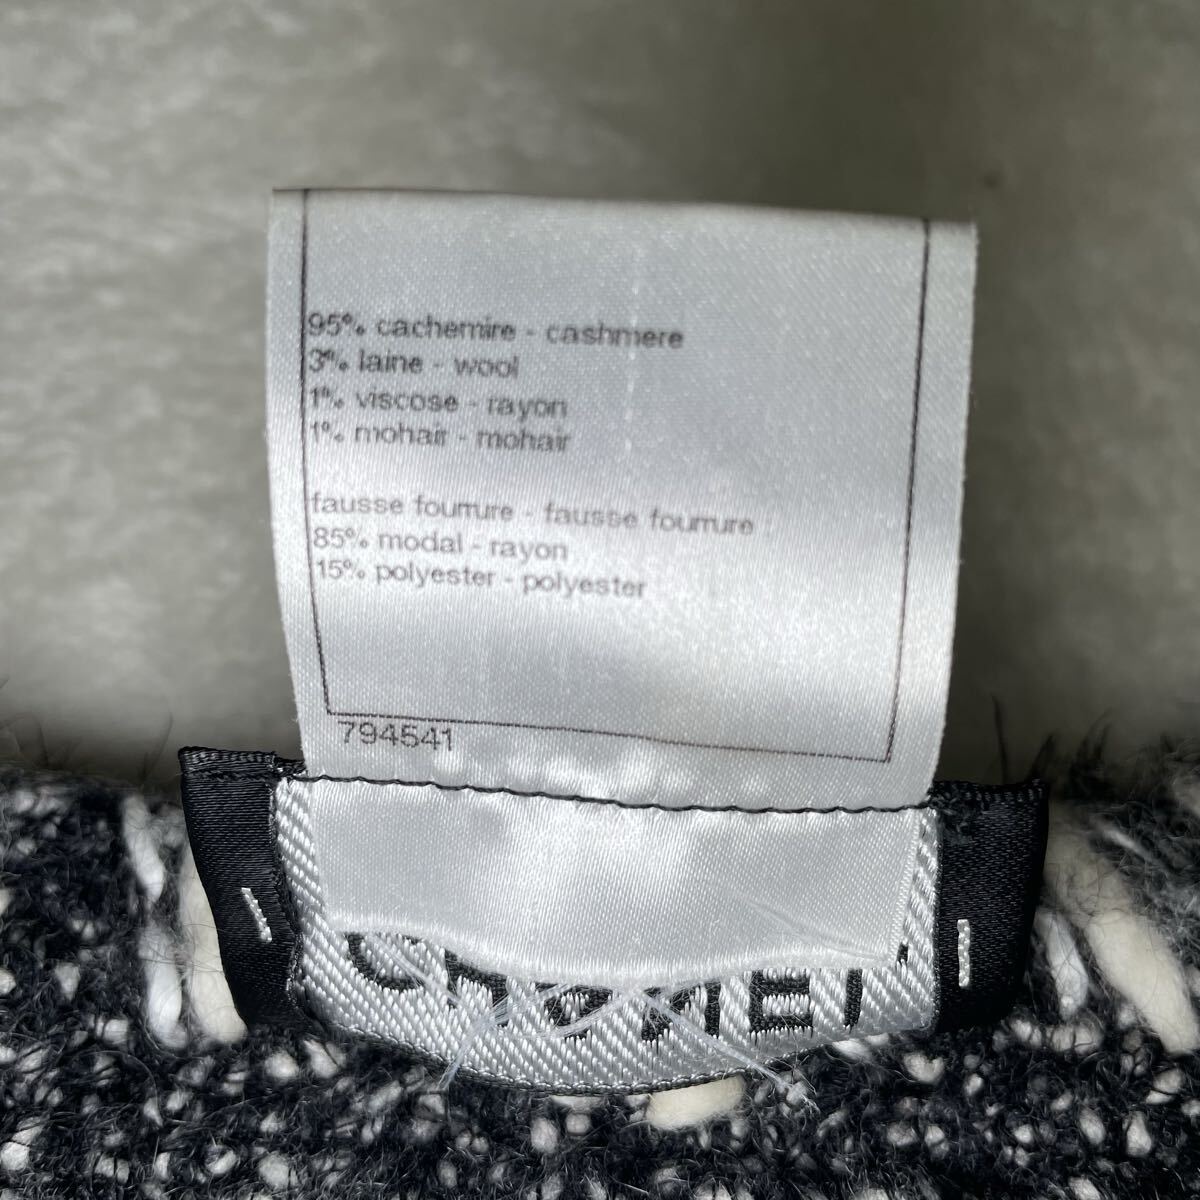 95% cachemire - cashmere
3% laine - wool
1% viscose - rayon
1% mohair - mohair
fausse fourrure - fausse fourrure
85% modal - rayon
15% polyester - polyester
794541
CHANEL